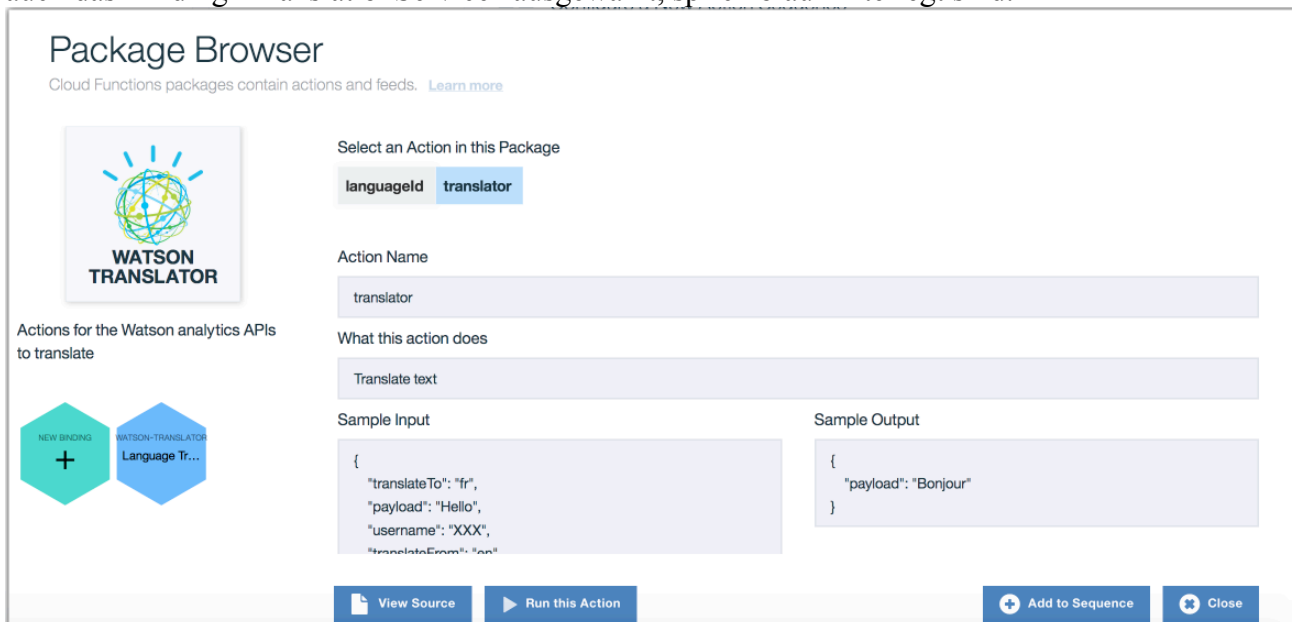 Package Browser
Cloud Functions packages contain actions and feeds. Learn more
WATSON
TRANSLATOR
Actions for the Watson analytics APIs
to translate
NEW BINDING
+
WATSON-TRANSLATOR
Language Tr...
Select an Action in this Package
languageId translator
Action Name
translator
What this action does
Translate text
Sample Input
{
"translateTo": "fr",
"payload": "Hello",
"username": "XXX",
"translateFrom": "en"
Sample Output
{
"payload": "Bonjour"
}
View Source
Run this Action
Add to Sequence
Close